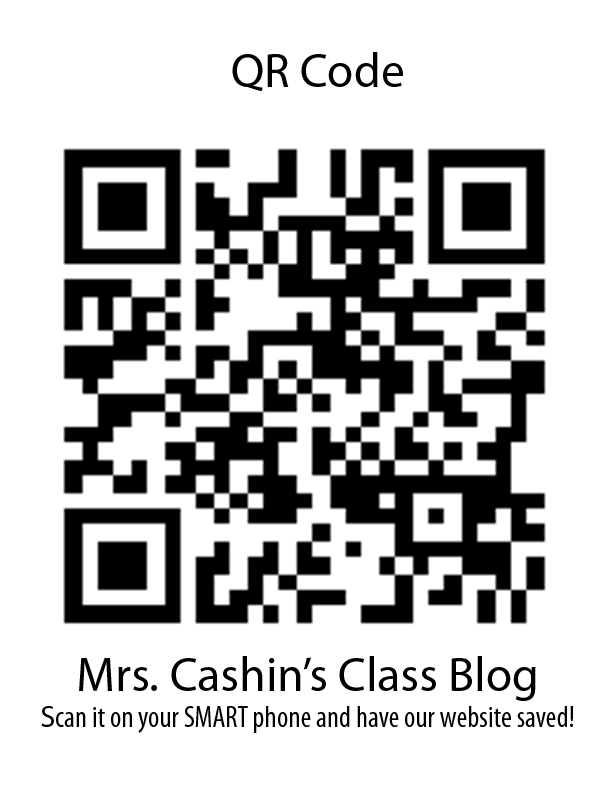 QR Code
Mrs. Cashin's Class Blog
Scan it on your SMART phone and have our website saved!